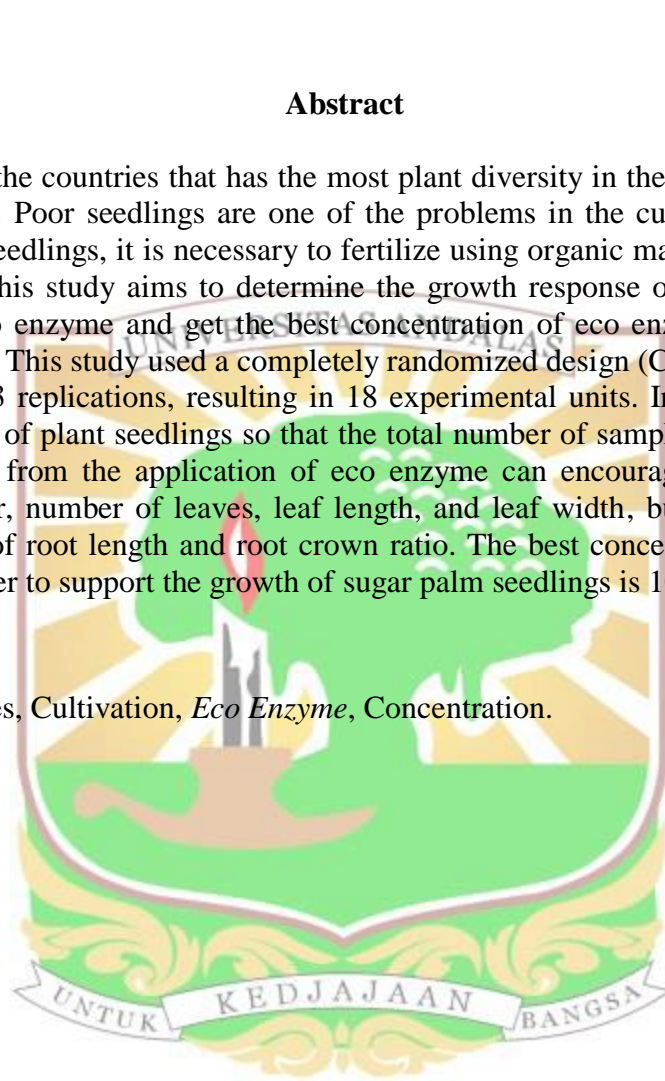 Abstract
the countries that has the most plant diversity in the
. Poor seedlings are one of the problems in the cu
eedlings, it is necessary to fertilize using organic ma
his study aims to determine the growth response o
o enzyme and get the best concentration of eco enz
UNIVERSITAS ANDALAS
. This study used a completely randomized design (C
3 replications, resulting in 18 experimental units. I
of plant seedlings so that the total number of sampl
from the application of eco enzyme can encourag
r, number of leaves, leaf length, and leaf width, bu
of root length and root crown ratio. The best conce
er to support the growth of sugar palm seedlings is 1
es, Cultivation, Eco Enzyme, Concentration.
UNTUK KEDJAJAAN BANGSA